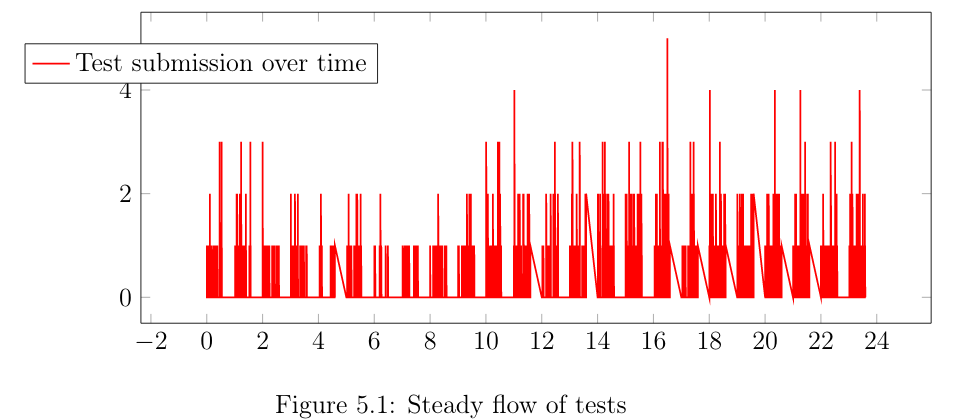 Test submission over time
4
2
0
−2 0 2 4 6 8 10 12 14 16 18 20 22 24
Figure 5.1: Steady flow of tests